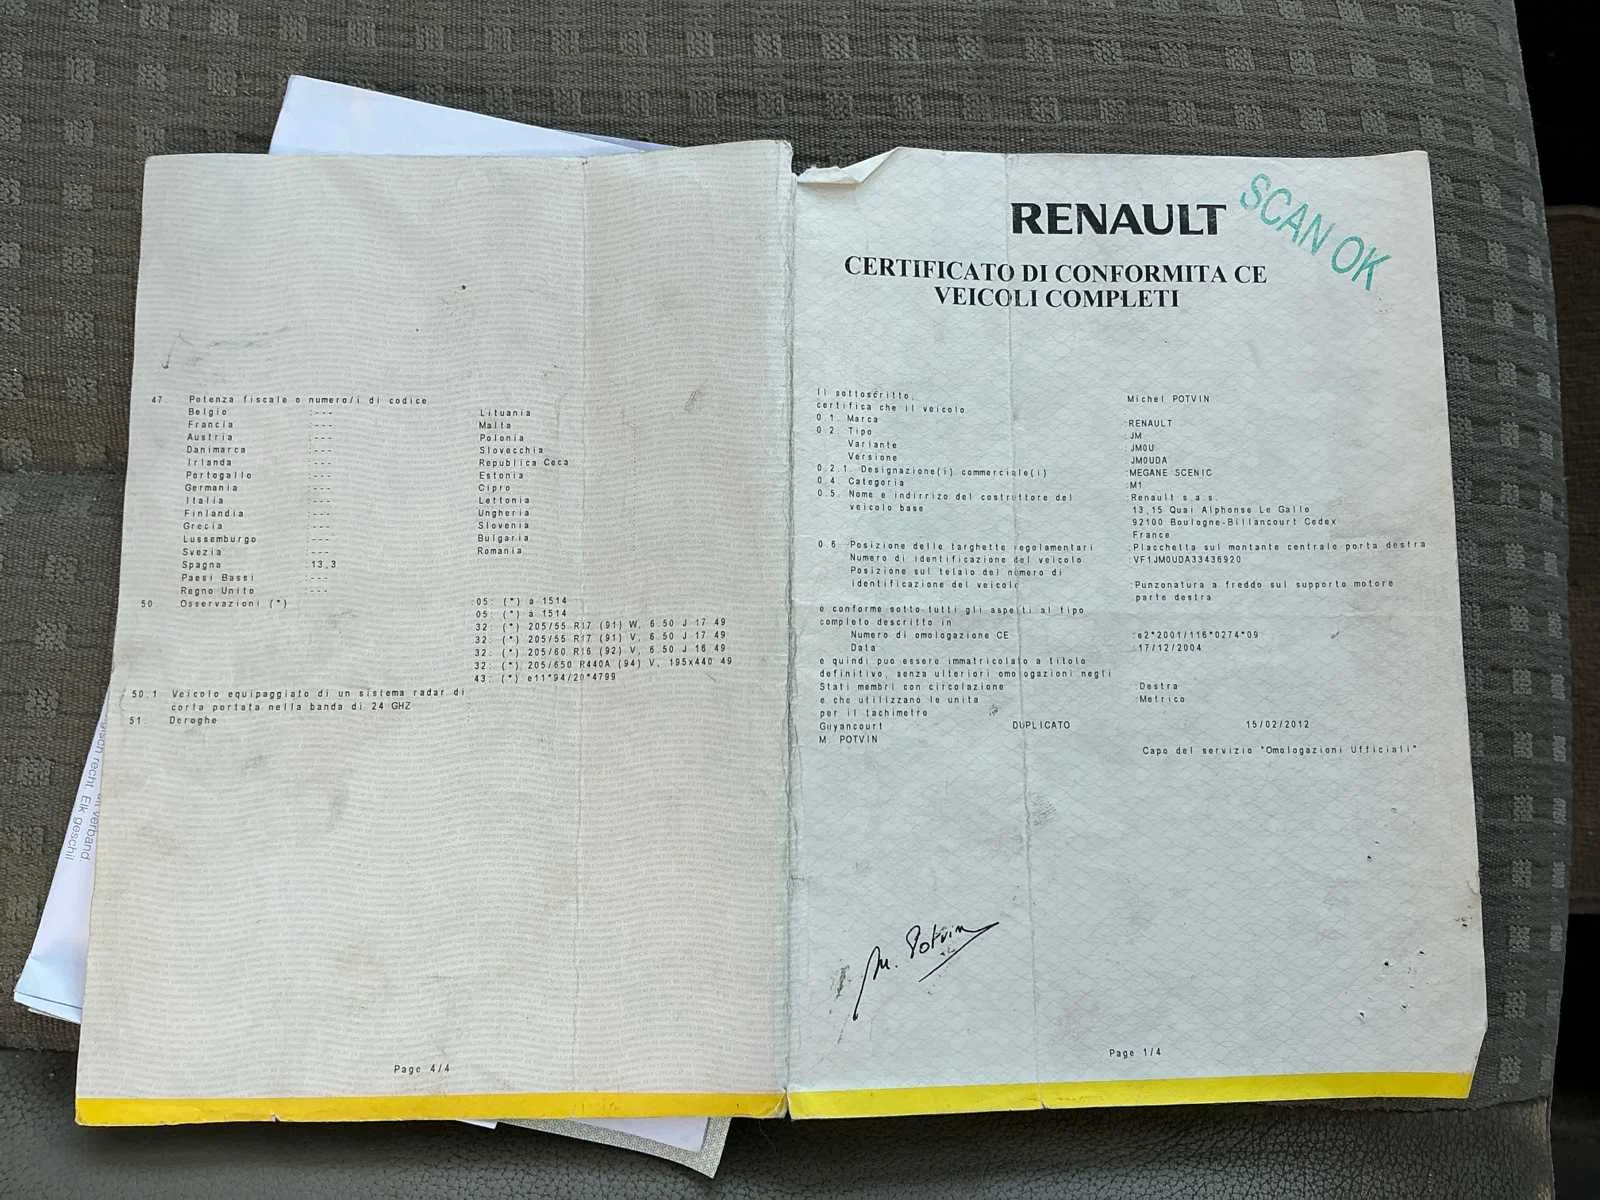 47. Potenza fiscale o numero/i di codice
Belgio :--- Lituania
Francia :--- Malta
Austria :--- Polonia
Danimarca :--- Slovecchia
Irlanda :--- Republica Ceca
Portogallo :--- Estonia
Germania :--- Cipro
Italia :--- Lettonia
Finlandia :--- Ungheria
Grecia :--- Slovenia
Lussemburgo :--- Bulgaria
Svezia :--- Romania
Spagna 13,3
Paesi Bassi :---
Regno Unito :---
50. Osservazioni (*) :05: (*) a 1514
05: (*) a 1514
32: (*) 205/55 R17 (91) W, 6.50 J 17 49
32: (*) 205/55 R17 (91) V, 6.50 J 17 49
32: (*) 205/60 R16 (92) V, 6.50 J 16 49
32: (*) 205/650 R440A (94) V, 195x440 49
43: (*) e11*94/20*4799
50.1 Veicolo equipaggiato di un sistema radar di
corta portata nella banda di 24 GHZ
51. Deroghe
Page 4/4
verband.
recht. Elk geschil
RENAULT
SCAN OK
CERTIFICATO DI CONFORMITA CE
VEICOLI COMPLETI
Il sottoscritto, Michel POTVIN
certifica che il veicolo
0.1. Marca :RENAULT
0.2. Tipo :JM
Variante :JM0U
Versione :JM0UDA
0.2.1. Designazione(i) commerciale(i) :MEGANE SCENIC
0.4. Categoria :M1
0.5. Nome e indirrizo del costruttore del :Renault s.a.s.
veicolo base 13,15 Quai Alphonse Le Gallo
92100 Boulogne-Billancourt Cedex
France
0.6. Posizione delle targhette regolamentari :Placchetta sul montante centrale porta destra
Numero di identificazione del veicolo :VF1JM0UDA33436920
Posizione sul telaio del numero di
identificazione del veicolo :Punzonatura a freddo sul supporto motore
parte destra
e conforme sotto tutti gli aspetti al tipo
completo descritto in
Numero di omologazione CE :e2*2001/116*0274*09
Data :17/12/2004
e quindi puo essere immatricolato a titolo
definitivo, senza ulteriori omologazioni negli
Stati membri con circolazione :Destra
e che utilizzano le unita :Metrico
per il tachimetro
Guyancourt DUPLICATO 15/02/2012
M. POTVIN
Capo del servizio "Omologazioni Ufficiali"
M. Potvin
Page 1/4